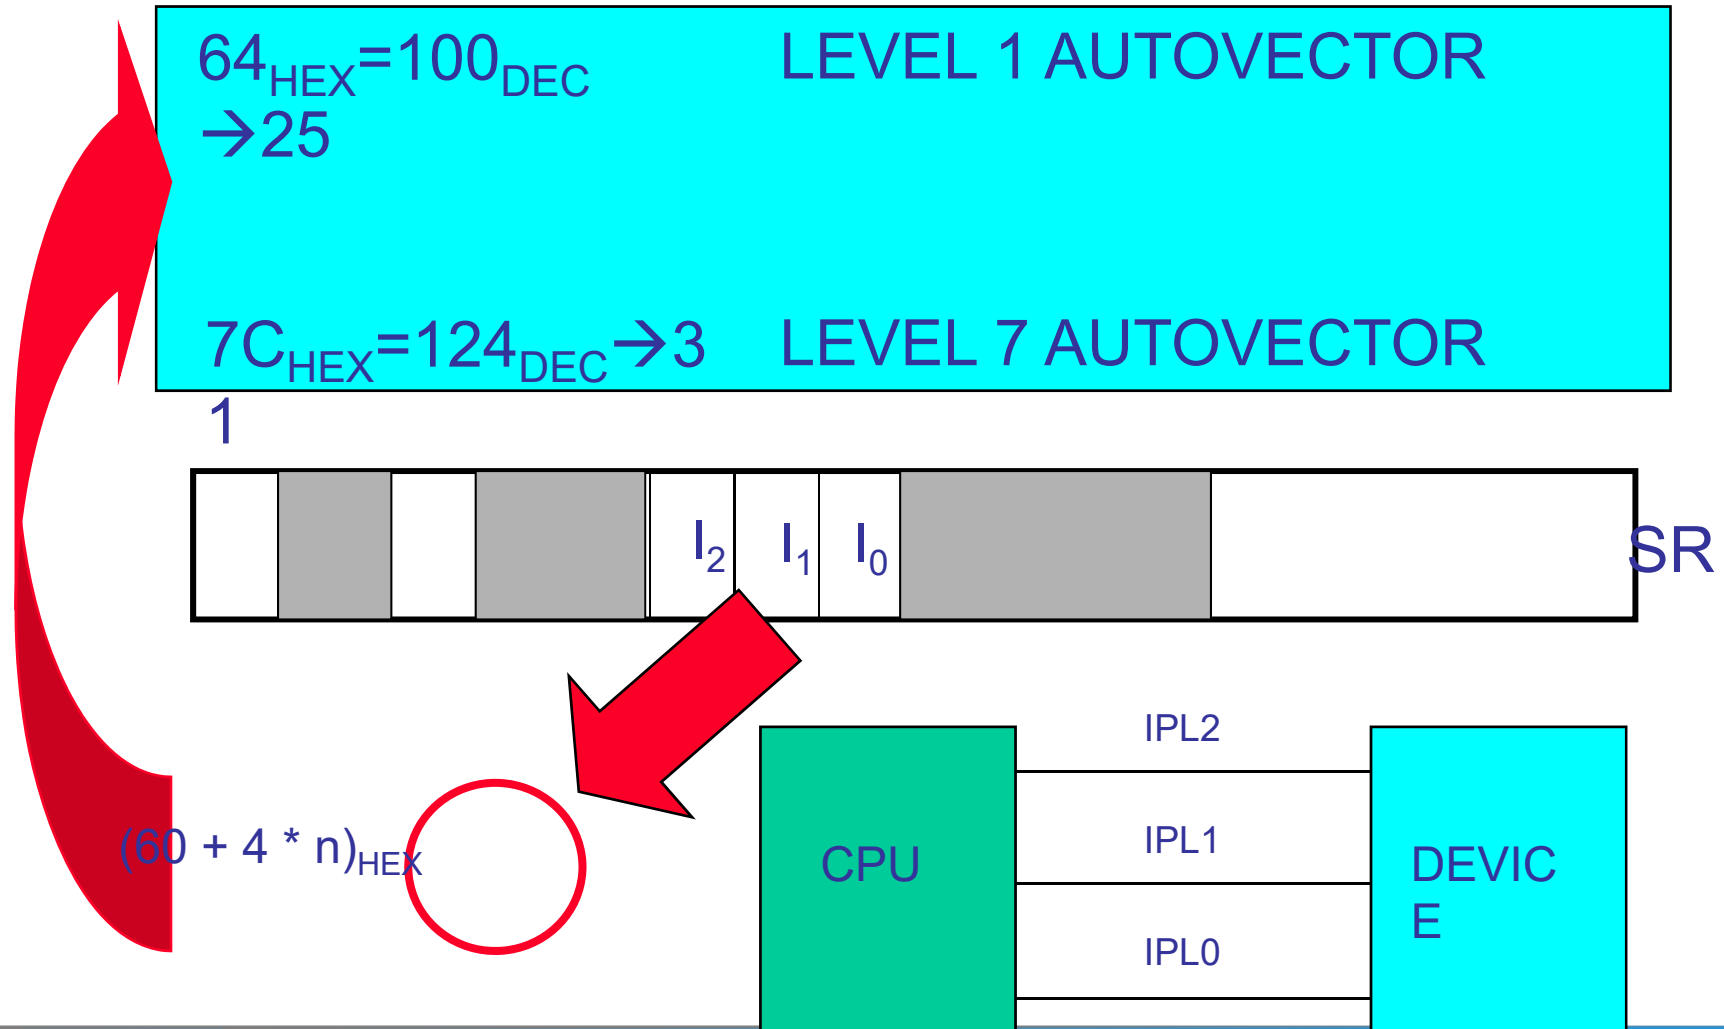 64HEX=100DEC LEVEL 1 AUTOVECTOR
→25
7CHEX=124DEC→3 LEVEL 7 AUTOVECTOR
1
I2 I1 I0
SR
IPL2
(60 + 4 * n)HEX
IPL1
CPU
DEVIC
E
IPL0